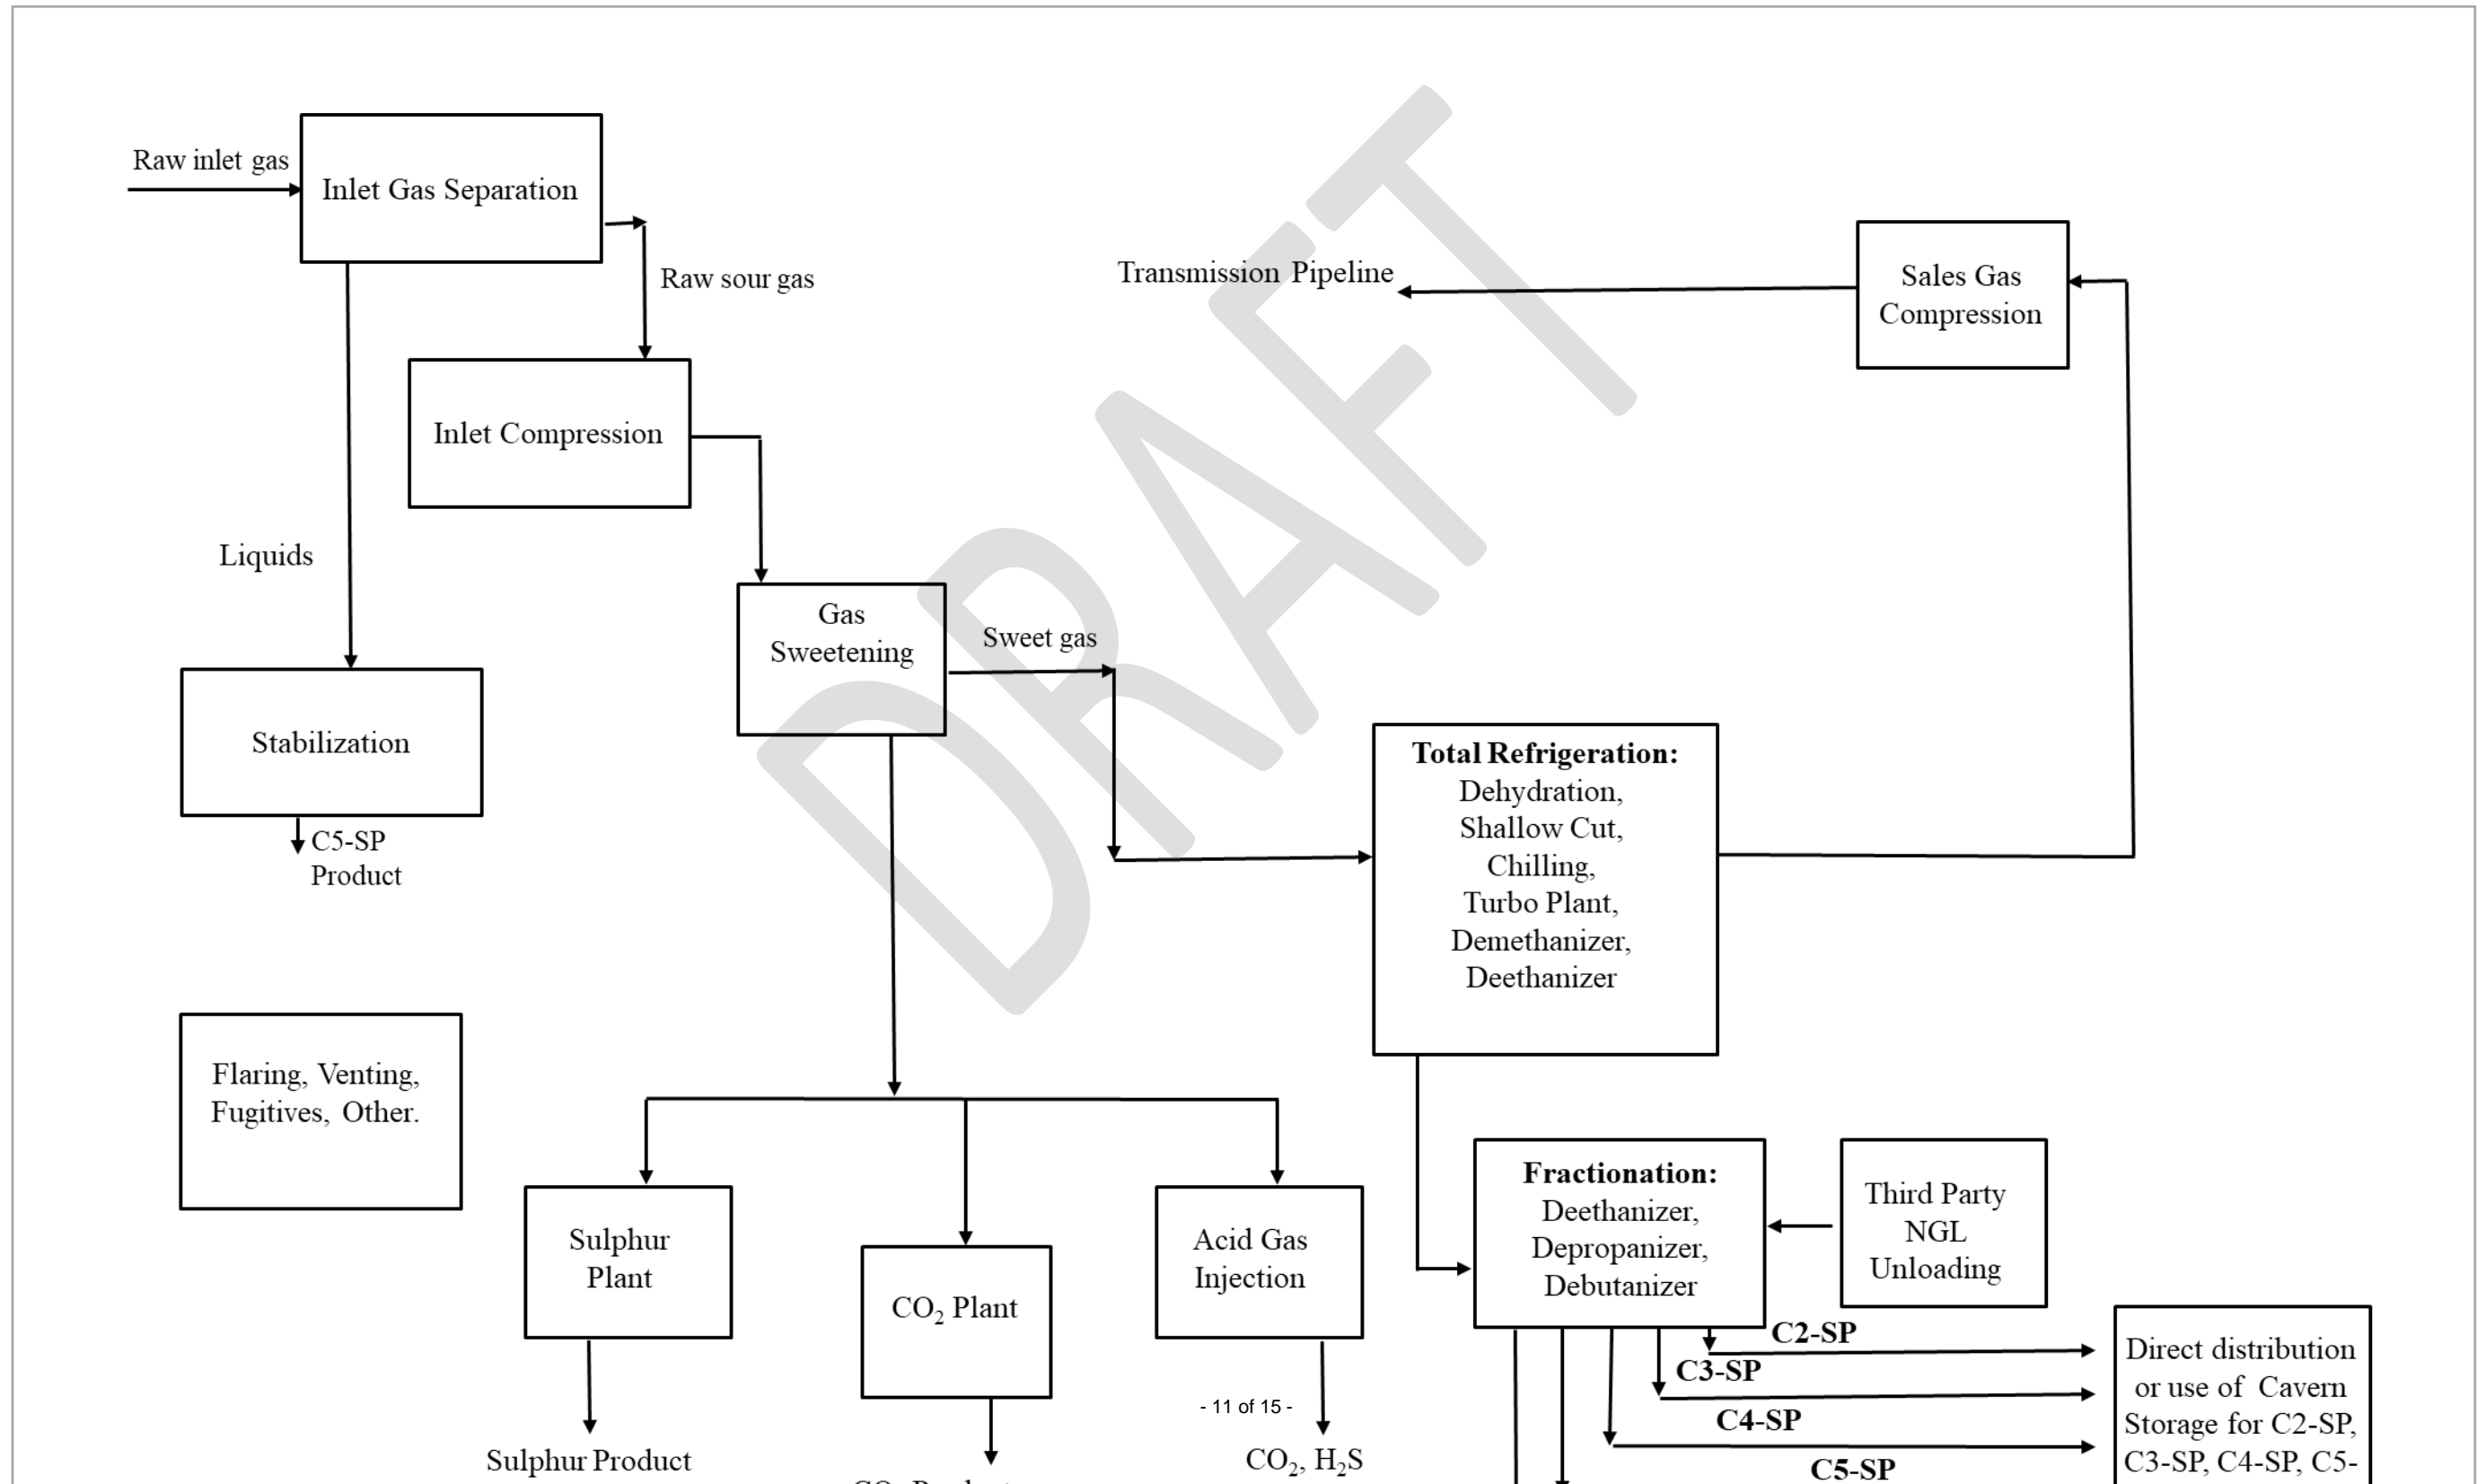 Raw inlet gas
Inlet Gas Separation
Raw sour gas
Transmission Pipeline
Sales Gas
Compression
Inlet Compression
Liquids
Gas
Sweetening
Sweet gas
Stabilization
C5-SP
Product
Total Refrigeration:
Dehydration,
Shallow Cut,
Chilling,
Turbo Plant,
Demethanizer,
Deethanizer
Flaring, Venting,
Fugitives, Other.
Sulphur
Plant
CO₂ Plant
Acid Gas
Injection
Fractionation:
Deethanizer,
Depropanizer,
Debutanizer
Third Party
NGL
Unloading
C2-SP
C3-SP
C4-SP
C5-SP
Direct distribution
or use of Cavern
Storage for C2-SP,
C3-SP, C4-SP, C5-
Sulphur Product
CO₂, H₂S
- 11 of 15 -
DRAFT